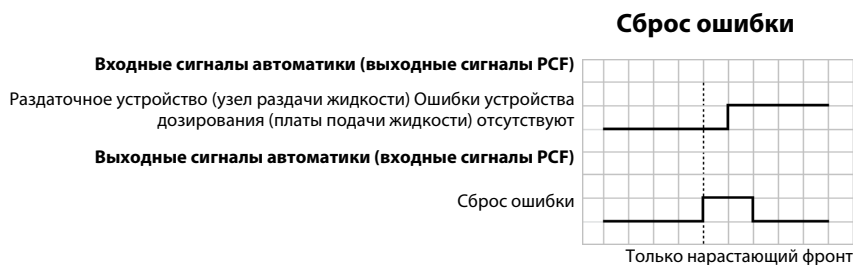 Сброс ошибки
Входные сигналы автоматики (выходные сигналы PCF)
Раздаточное устройство (узел раздачи жидкости) Ошибки устройства
дозирования (платы подачи жидкости) отсутствуют
Выходные сигналы автоматики (входные сигналы PCF)
Сброс ошибки
Только нарастающий фронт